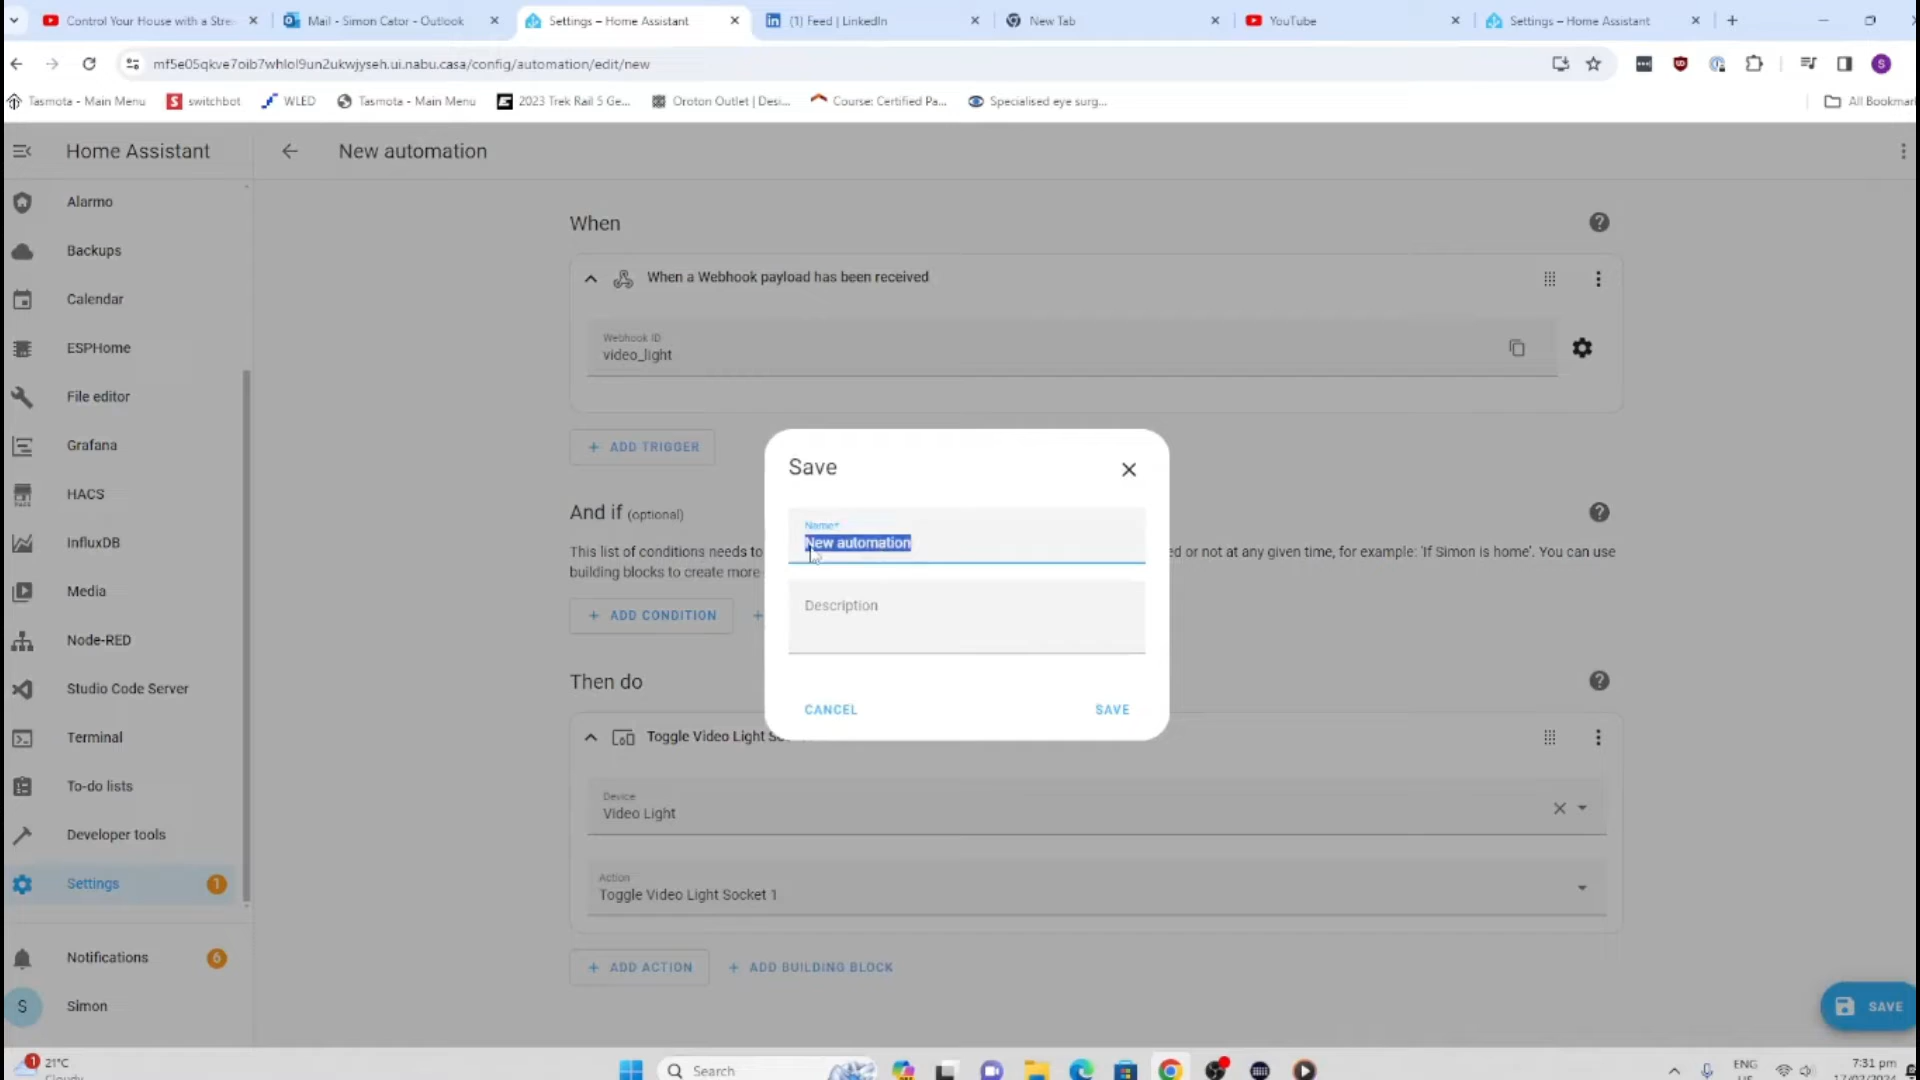 Control Your House with a Stre
Mail - Simon Cator - Outlook
Settings – Home Assistant
(1) Feed | LinkedIn
New Tab
YouTube
Settings – Home Assistant
mf5e05qkve7oib7whlol9un2ukwjyseh.ui.nabu.casa/config/automation/edit/new
Tasmota - Main Menu
switchbot
WLED
Tasmota - Main Menu
2023 Trek Rail 5 Ge...
Oroton Outlet | Desi...
Course: Certified Pa...
Specialised eye surg...
All Bookmar
Home Assistant
New automation
Alarmo
Backups
Calendar
ESPHome
File editor
Grafana
HACS
InfluxDB
Media
Node-RED
Studio Code Server
Terminal
To-do lists
Developer tools
Settings 1
Notifications 6
S Simon
When
When a Webhook payload has been received
Webhook ID
video_light
+ ADD TRIGGER
And if (optional)
This list of conditions needs to
ed or not at any given time, for example: 'If Simon is home'. You can use
building blocks to create more
+ ADD CONDITION +
Then do
Toggle Video Light So
Device
Video Light
Action
Toggle Video Light Socket 1
+ ADD ACTION + ADD BUILDING BLOCK
SAVE
Save
Name*
New automation
Description
CANCEL SAVE
1
21°C
Cloudy
Search
ENG
7:31 pm